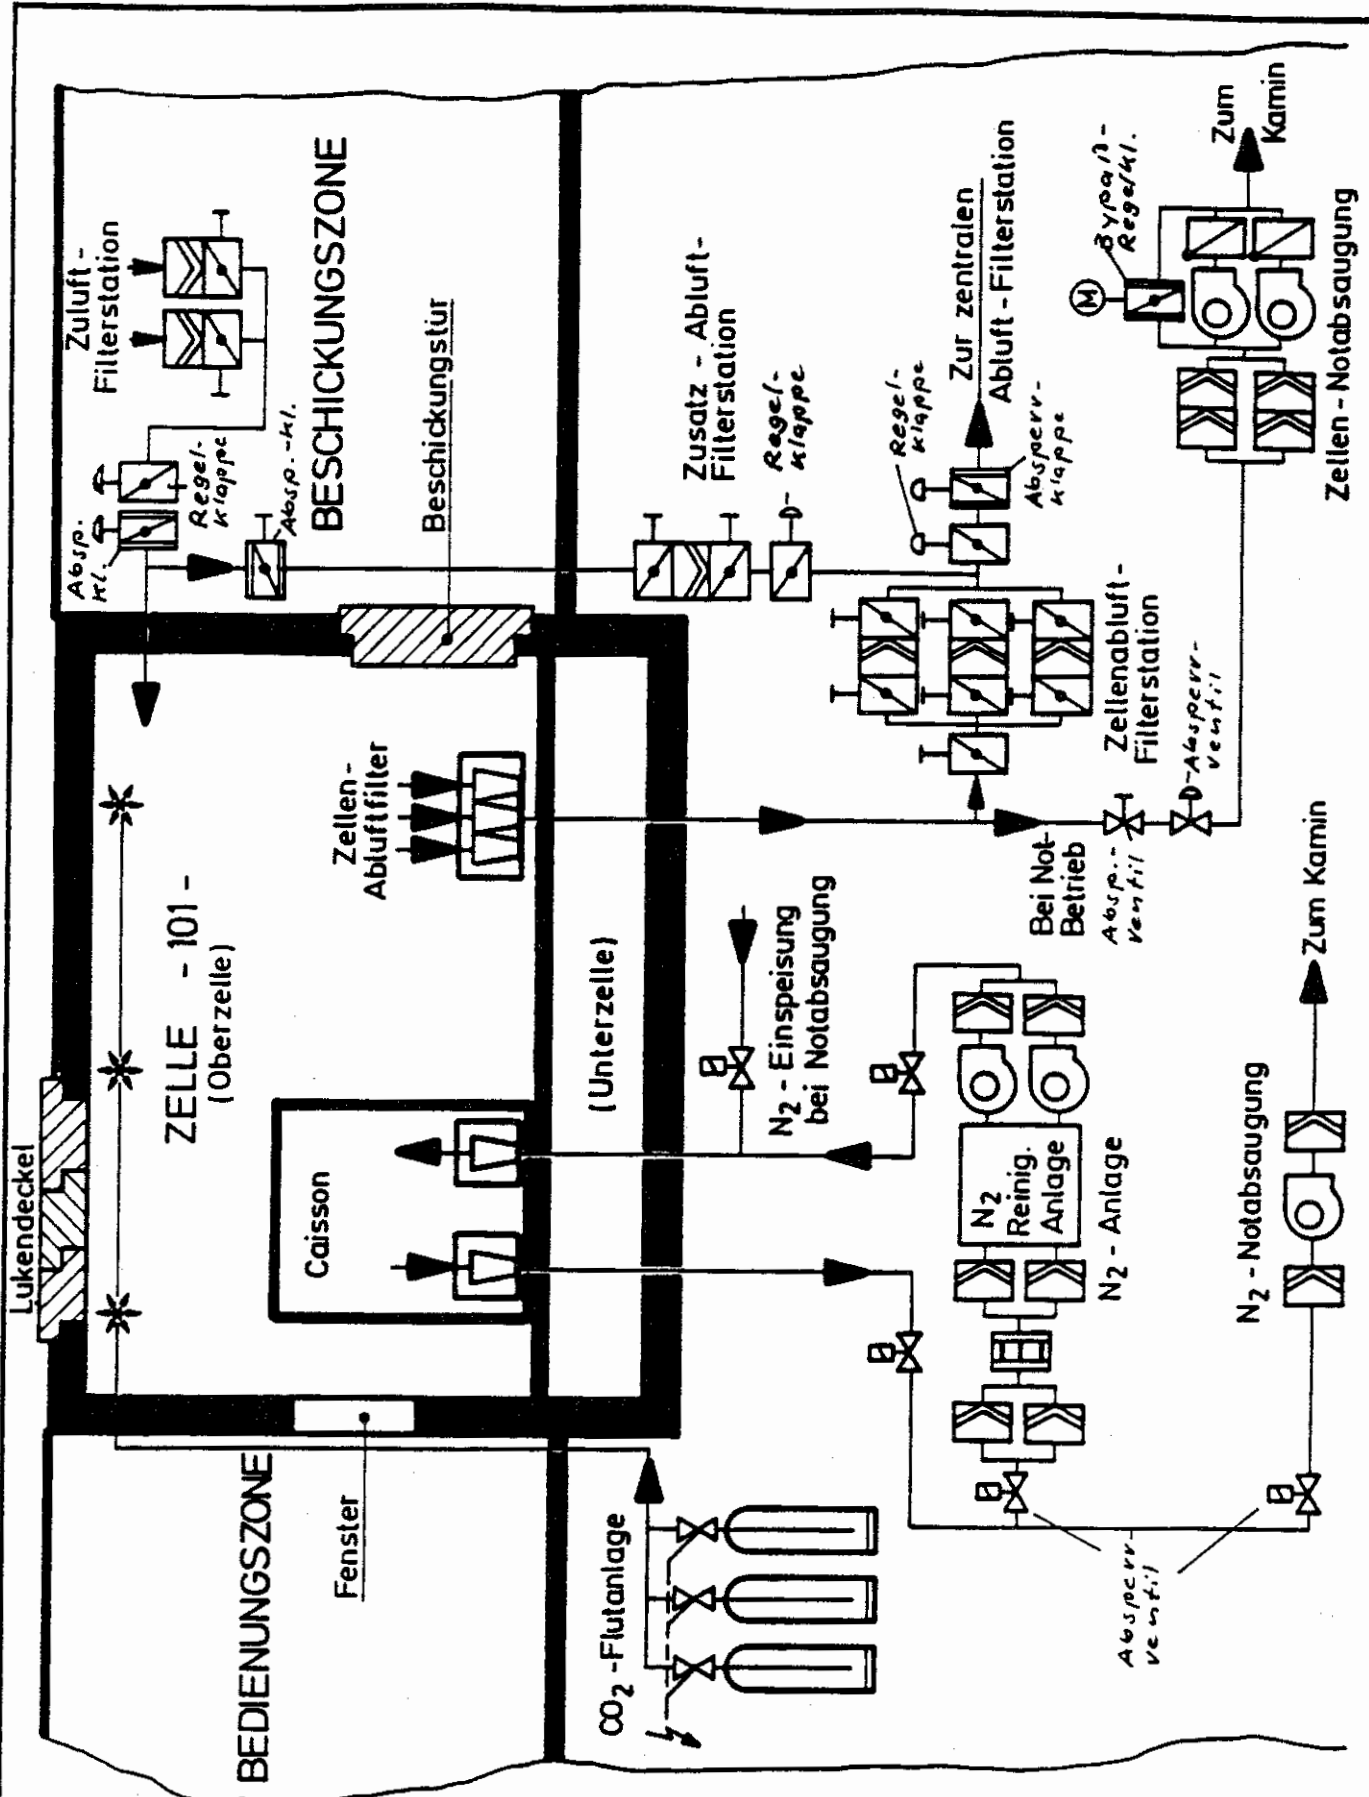 Lukendeckel
ZELLE - 101 -
(Oberzelle)
Caisson
Zellen -
Abluftfilter
(Unterzelle)
BEDIENUNGSZONE
Fenster
CO2 - Flutanlage
Zuluft -
Filterstation
Absp.
Kl.
Regel-
Klappe
Absp.-Kl.
BESCHICKUNGSZONE
Beschickungstür
Zusatz - Abluft-
Filterstation
Regel-
Klappe
Regel-
Klappe
Zur zentralen
Abluft - Filterstation
Absperr-
Klappe
Zellenabluft -
Filterstation
N2 - Einspeisung
bei Notabsaugung
Bei Not-
Betrieb
Absp.-
Ventil
Absperr-
ventil
M
Bypaß-
Regelkl.
Zum
Kamin
Zellen - Notabsaugung
N2
Reinig.
Anlage
N2 - Anlage
Absperr-
ventil
N2 - Notabsaugung
Zum Kamin